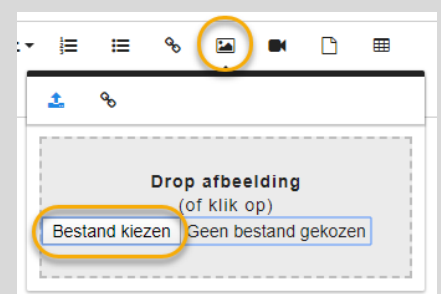 Drop afbeelding
(of klik op)
Bestand kiezen Geen bestand gekozen